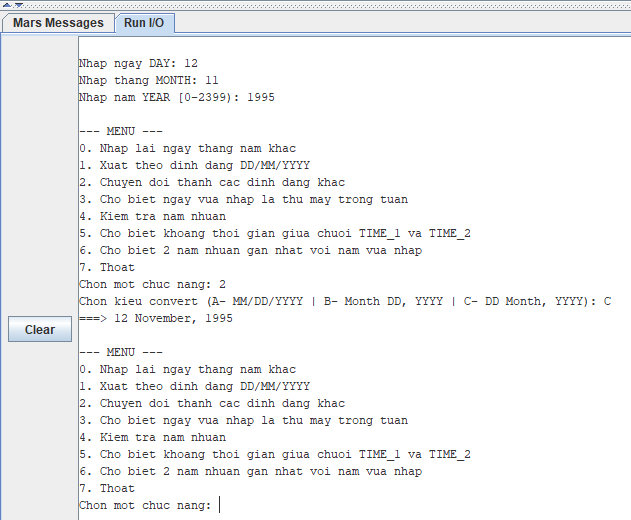 Mars Messages Run I/O
Nhap ngay DAY: 12
Nhap thang MONTH: 11
Nhap nam YEAR [0-2399): 1995
--- MENU ---
0. Nhap lai ngay thang nam khac
1. Xuat theo dinh dang DD/MM/YYYY
2. Chuyen doi thanh cac dinh dang khac
3. Cho biet ngay vua nhap la thu may trong tuan
4. Kiem tra nam nhuan
5. Cho biet khoang thoi gian giua chuoi TIME_1 va TIME_2
6. Cho biet 2 nam nhuan gan nhat voi nam vua nhap
7. Thoat
Chon mot chuc nang: 2
Chon kieu convert (A- MM/DD/YYYY | B- Month DD, YYYY | C- DD Month, YYYY): C
===> 12 November, 1995
--- MENU ---
0. Nhap lai ngay thang nam khac
1. Xuat theo dinh dang DD/MM/YYYY
2. Chuyen doi thanh cac dinh dang khac
3. Cho biet ngay vua nhap la thu may trong tuan
4. Kiem tra nam nhuan
5. Cho biet khoang thoi gian giua chuoi TIME_1 va TIME_2
6. Cho biet 2 nam nhuan gan nhat voi nam vua nhap
7. Thoat
Chon mot chuc nang:
Clear